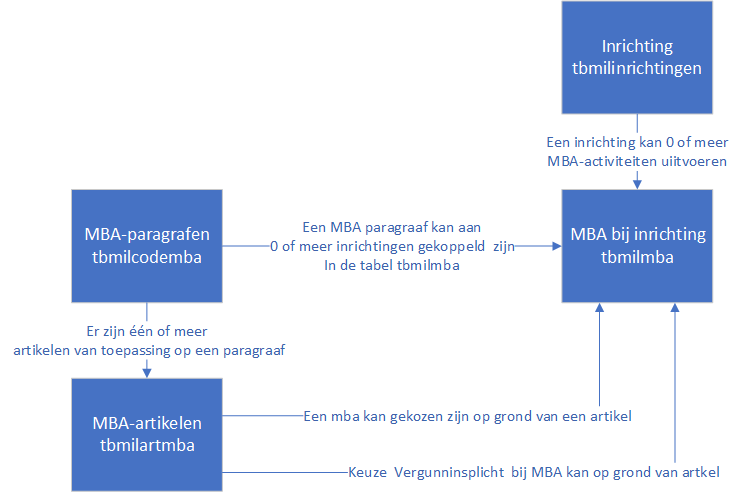 Inrichting
tbmilinrichtingen
Een inrichting kan 0 of meer
MBA-activiteiten uitvoeren
MBA-paragrafen
tbmilcodemba
Een MBA paragraaf kan aan
0 of meer inrichtingen gekoppeld zijn
In de tabel tbmilmba
MBA bij inrichting
tbmilmba
Er zijn één of meer
artikelen van toepassing op een paragraaf
MBA-artikelen
tbmilartmba
Een mba kan gekozen zijn op grond van een artikel
Keuze Vergunninsplicht bij MBA kan op grond van artkel